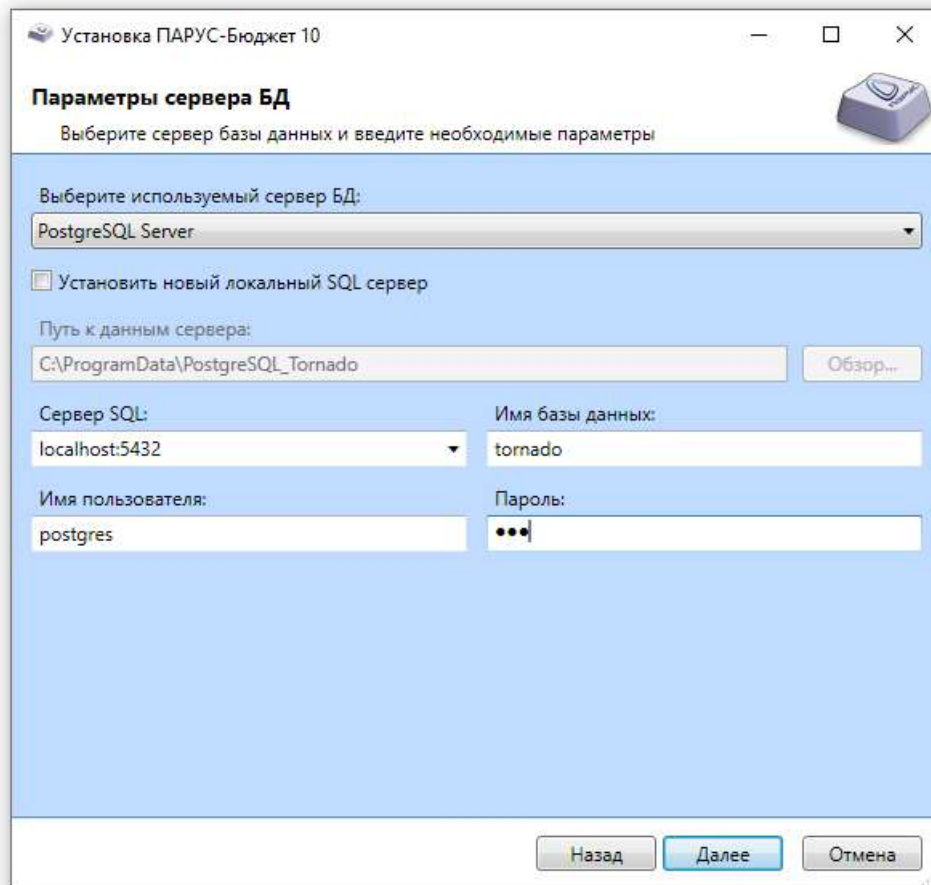 Установка ПАРУС-Бюджет 10
Параметры сервера БД
Выберите сервер базы данных и введите необходимые параметры
Выберите используемый сервер БД:
PostgreSQL Server
Установить новый локальный SQL сервер
Путь к данным сервера:
C:\ProgramData\PostgreSQL_Tornado
Обзор...
Сервер SQL:
Имя базы данных:
localhost:5432
tornado
Имя пользователя:
Пароль:
postgres
●●●
Назад
Далее
Отмена